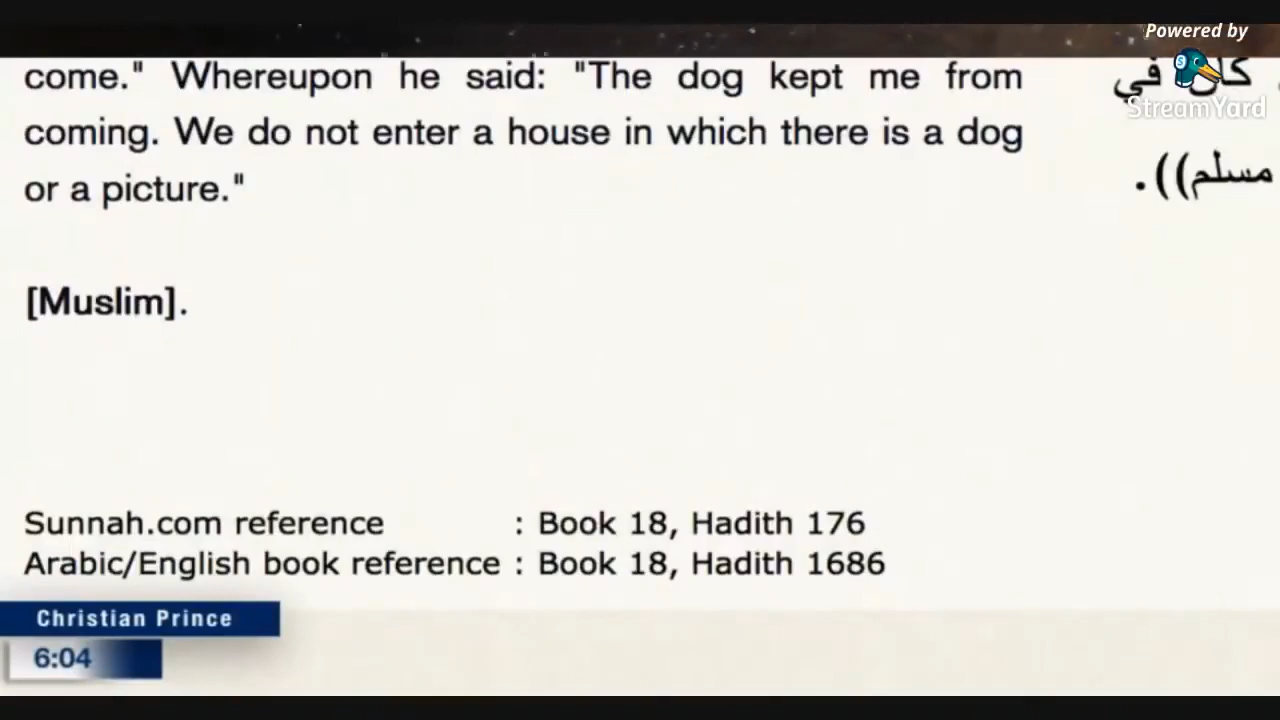 Powered by
StreamYard
come." Whereupon he said: "The dog kept me from
coming. We do not enter a house in which there is a dog
or a picture."
كان في
مسلم)).
[Muslim].
Sunnah.com reference : Book 18, Hadith 176
Arabic/English book reference : Book 18, Hadith 1686
Christian Prince
6:04